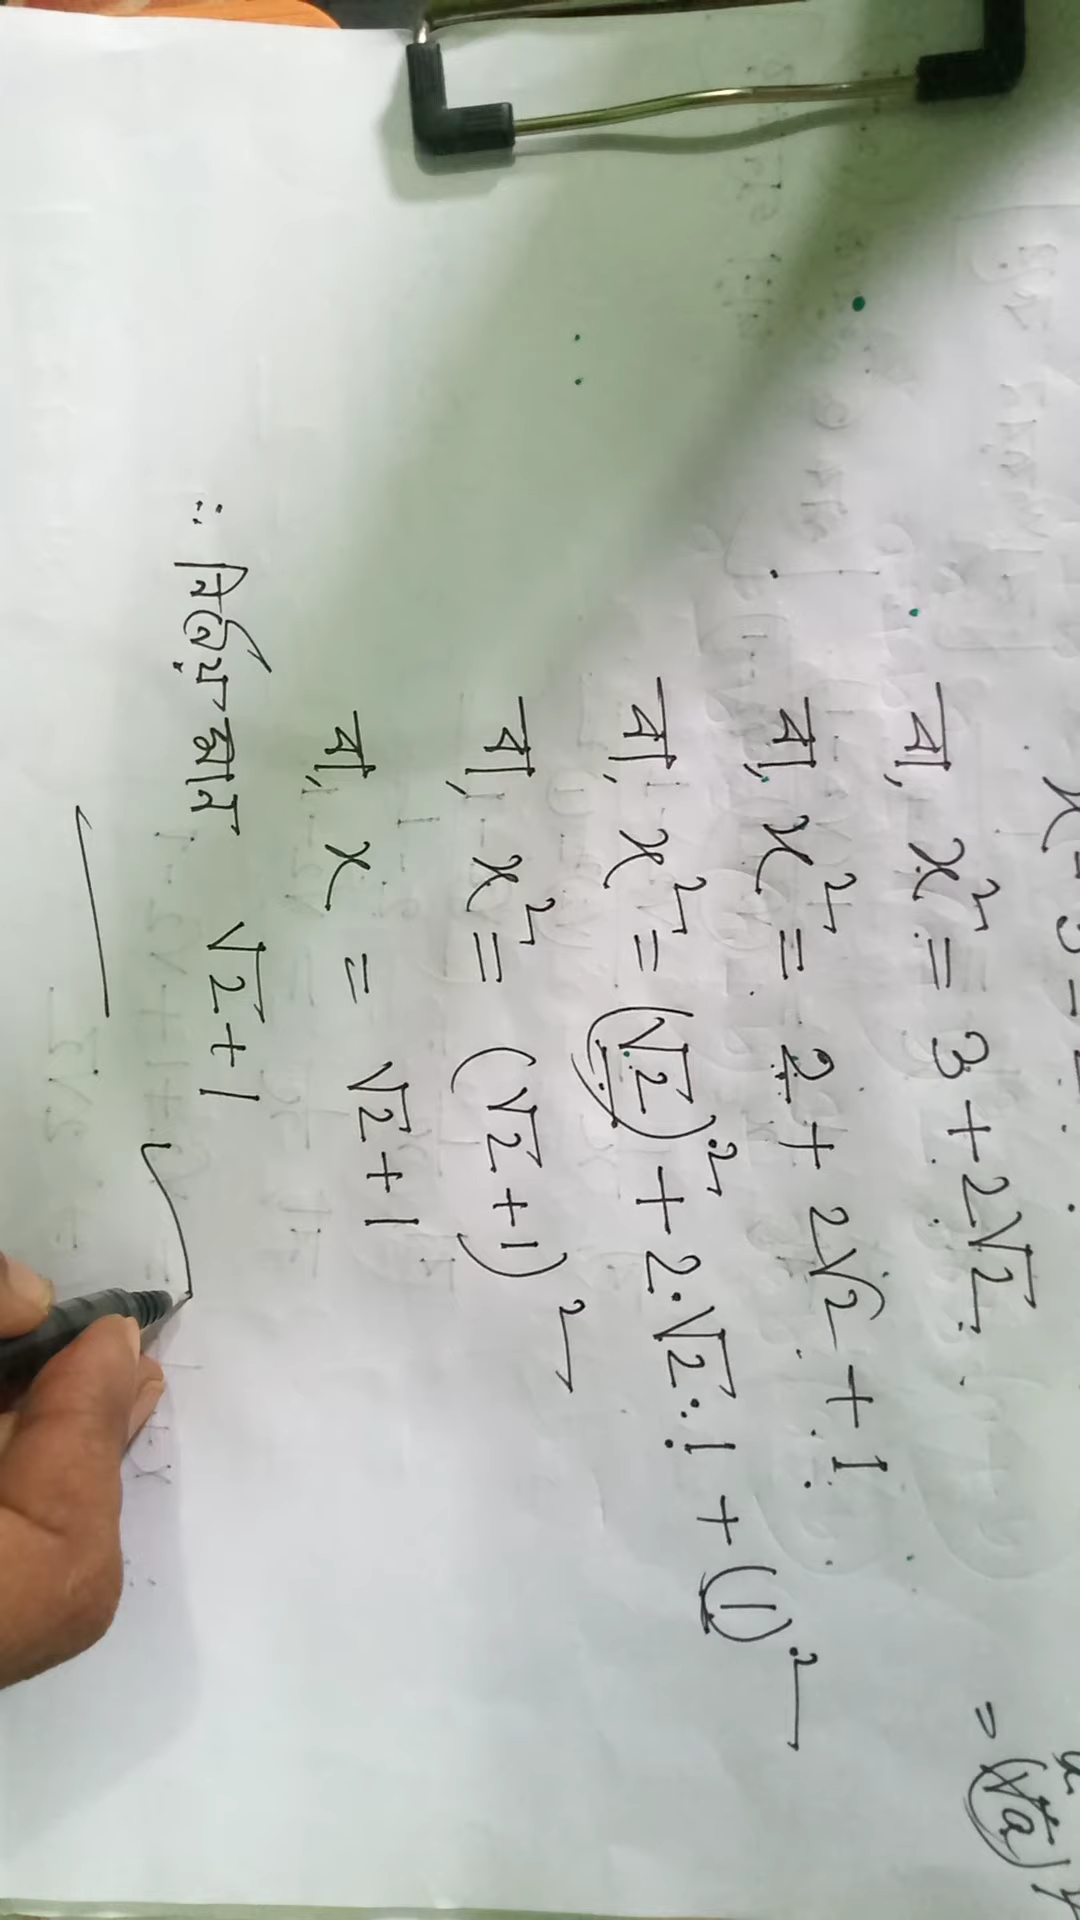 বা, x² = 3 + 2√2
বা, x² = 2 + 2√2 + 1
বা, x² = (√2)² + 2.√2.1 + (1)²
বা, x² = (√2 + 1)²
বা, x = √2 + 1
∴ নির্ণেয় মান √2 + 1